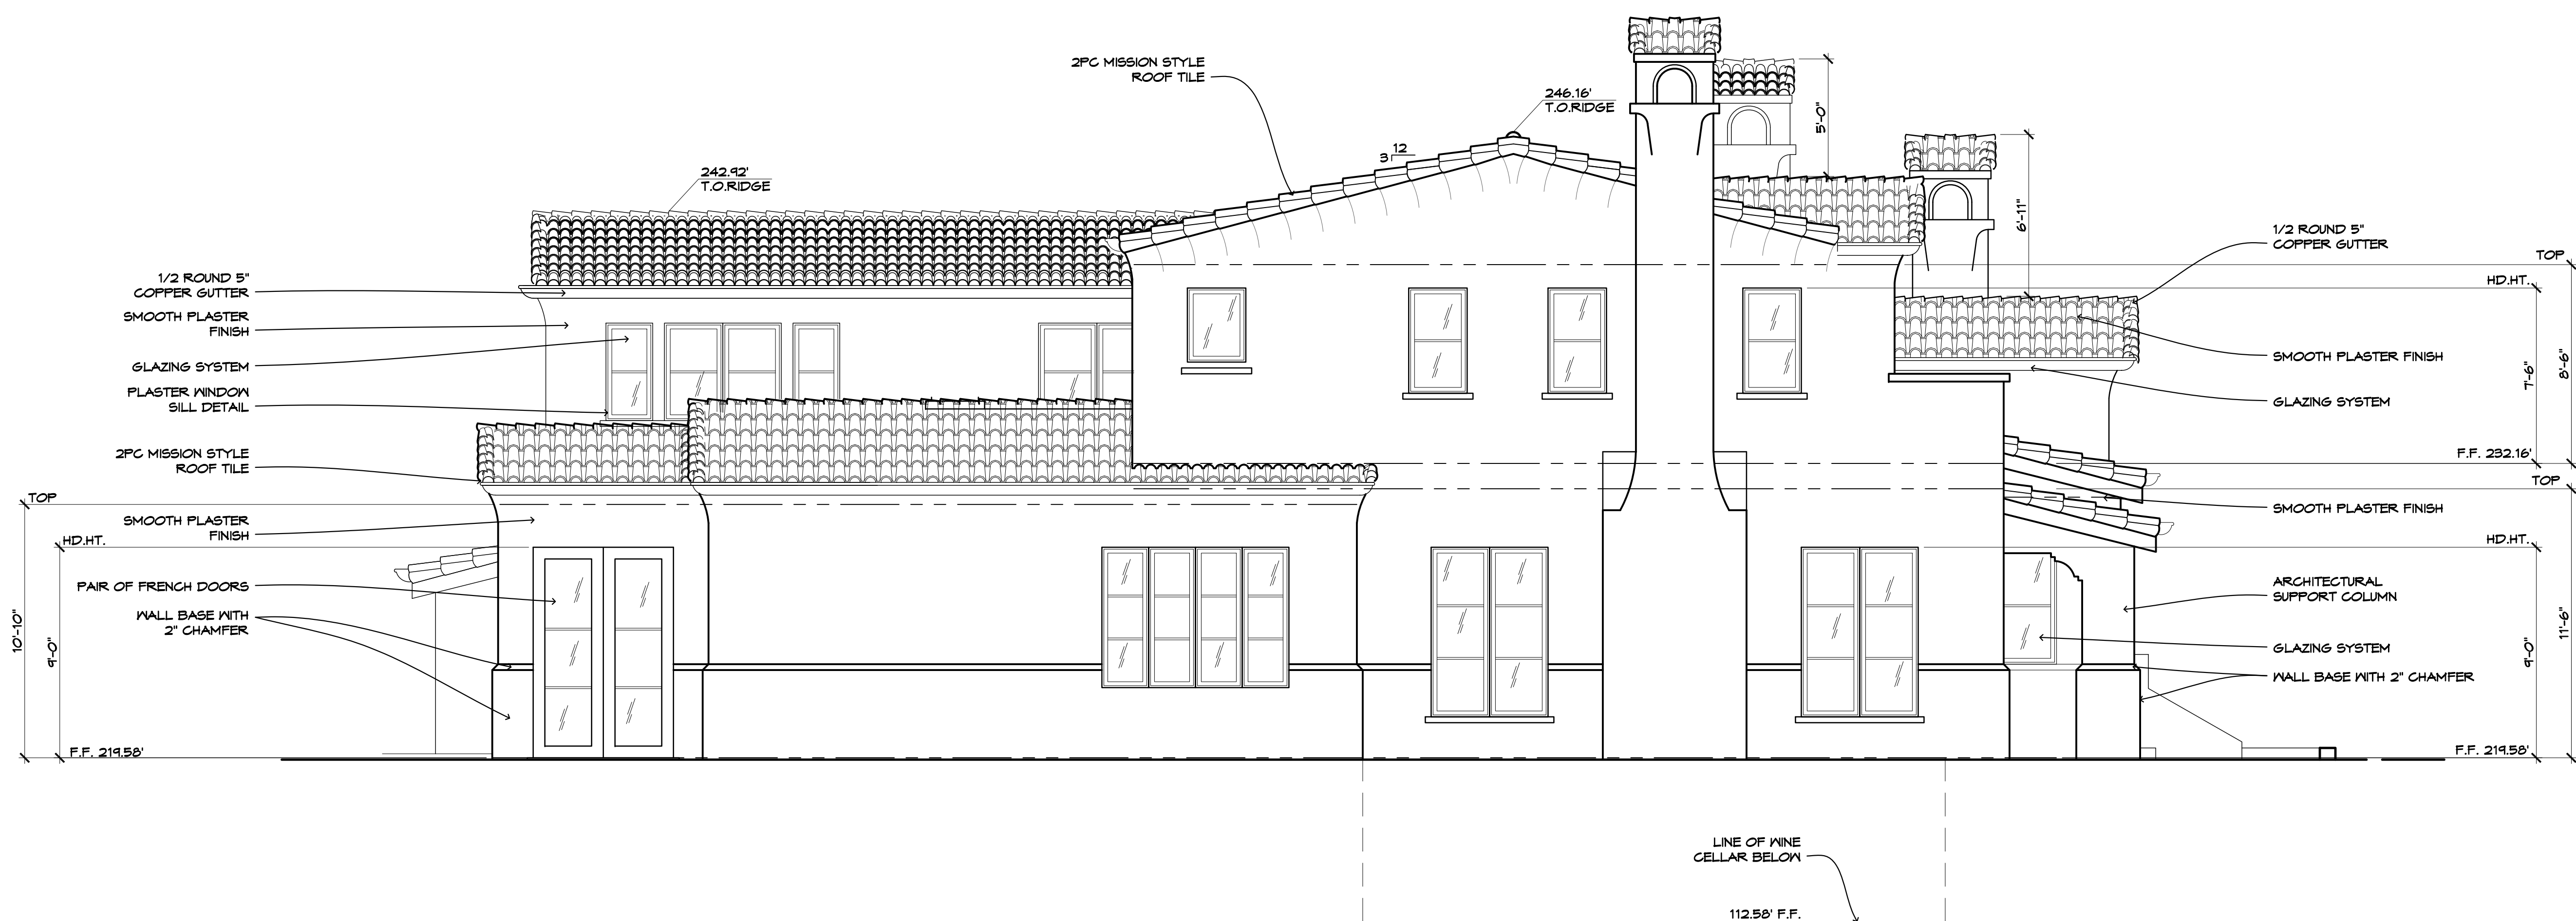 2PC MISSION STYLE
ROOF TILE
246.16'
T.O.RIDGE
12
3
5'-0"
242.92'
T.O.RIDGE
6'-11"
1/2 ROUND 5"
COPPER GUTTER
SMOOTH PLASTER
FINISH
GLAZING SYSTEM
PLASTER WINDOW
SILL DETAIL
2PC MISSION STYLE
ROOF TILE
TOP
SMOOTH PLASTER
FINISH
HD.HT.
PAIR OF FRENCH DOORS
WALL BASE WITH
2" CHAMFER
10'-10"
9'-0"
F.F. 219.58'
1/2 ROUND 5"
COPPER GUTTER
TOP
HD.HT.
SMOOTH PLASTER FINISH
7'-6"
8'-6"
GLAZING SYSTEM
F.F. 232.16'
TOP
SMOOTH PLASTER FINISH
HD.HT.
ARCHITECTURAL
SUPPORT COLUMN
GLAZING SYSTEM
9'-0"
11'-6"
WALL BASE WITH 2" CHAMFER
F.F. 219.58'
LINE OF WINE
CELLAR BELOW
112.58' F.F.